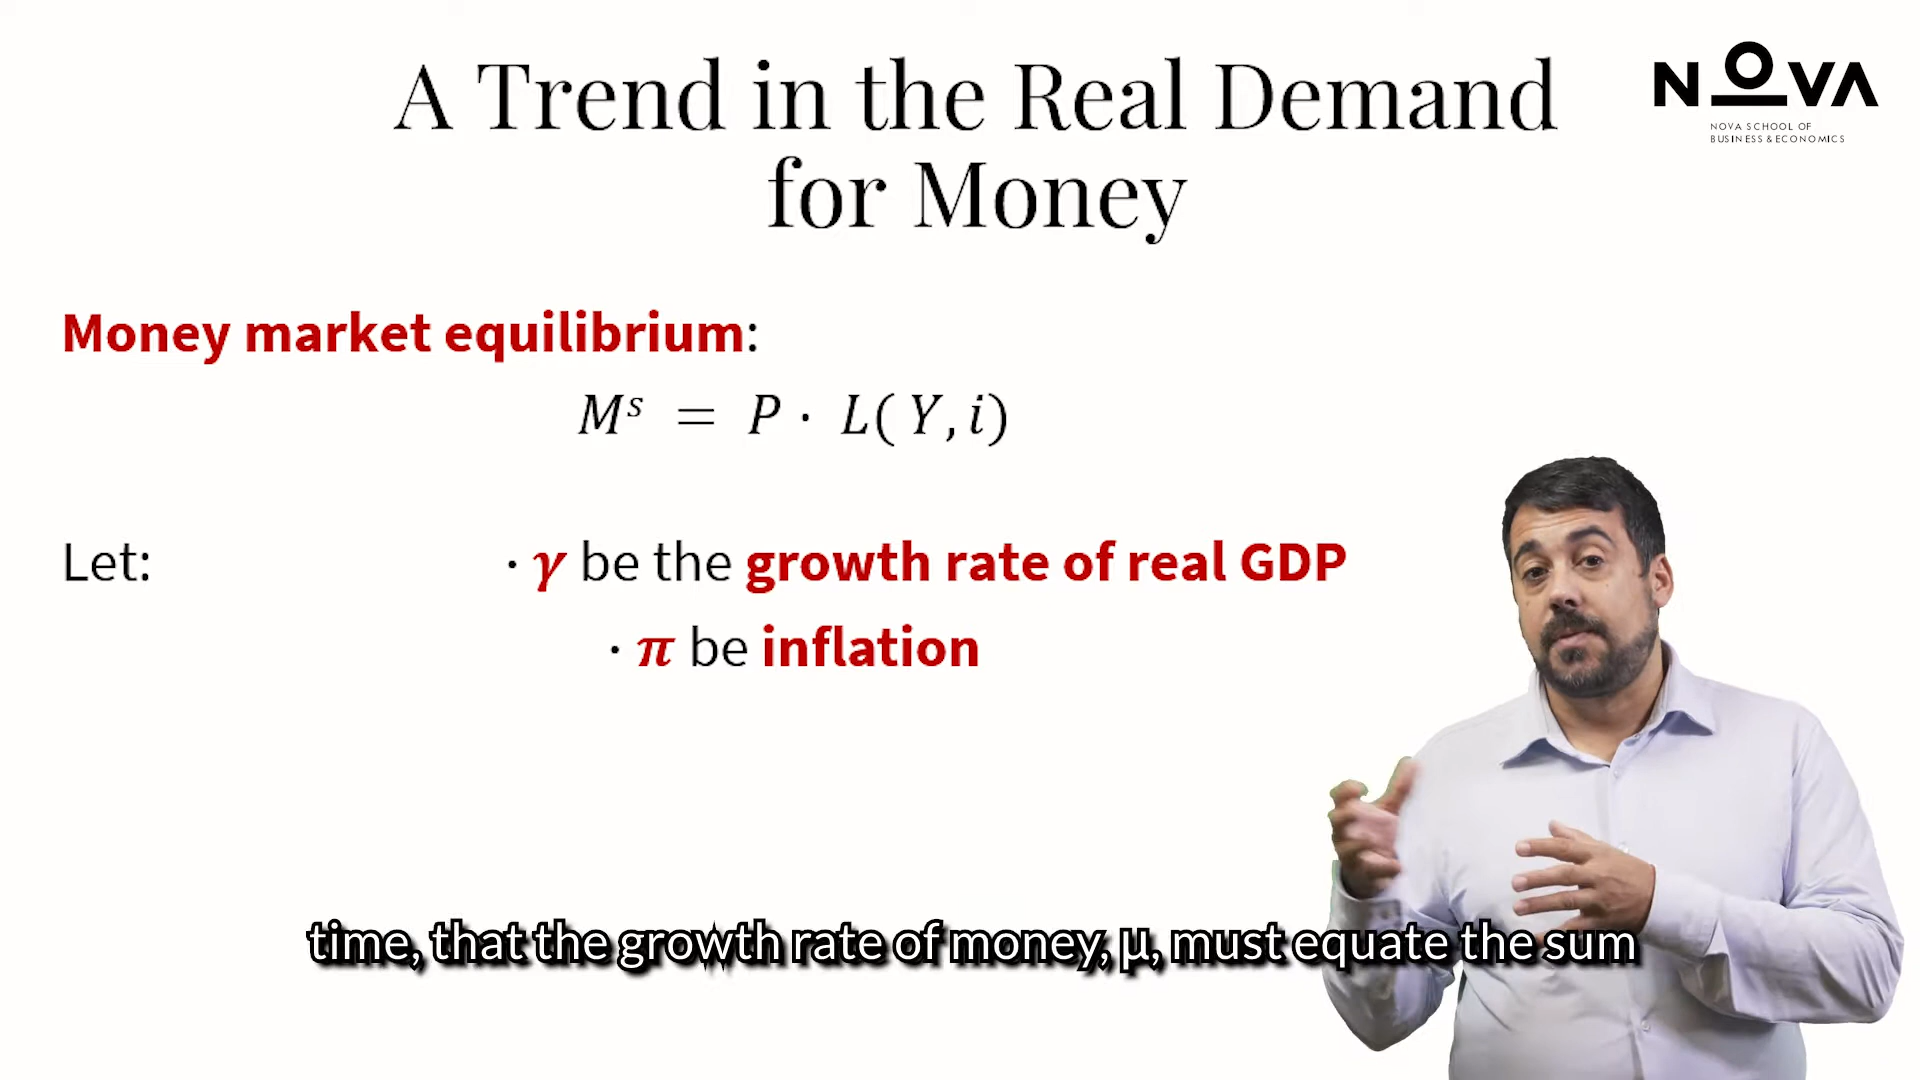 A Trend in the Real Demand
for Money
NOVA
NOVA SCHOOL OF
BUSINESS & ECONOMICS
Money market equilibrium:
Mˢ = P · L( Y, i)
Let:
· γ be the growth rate of real GDP
· π be inflation
time, that the growth rate of money, μ, must equate the sum